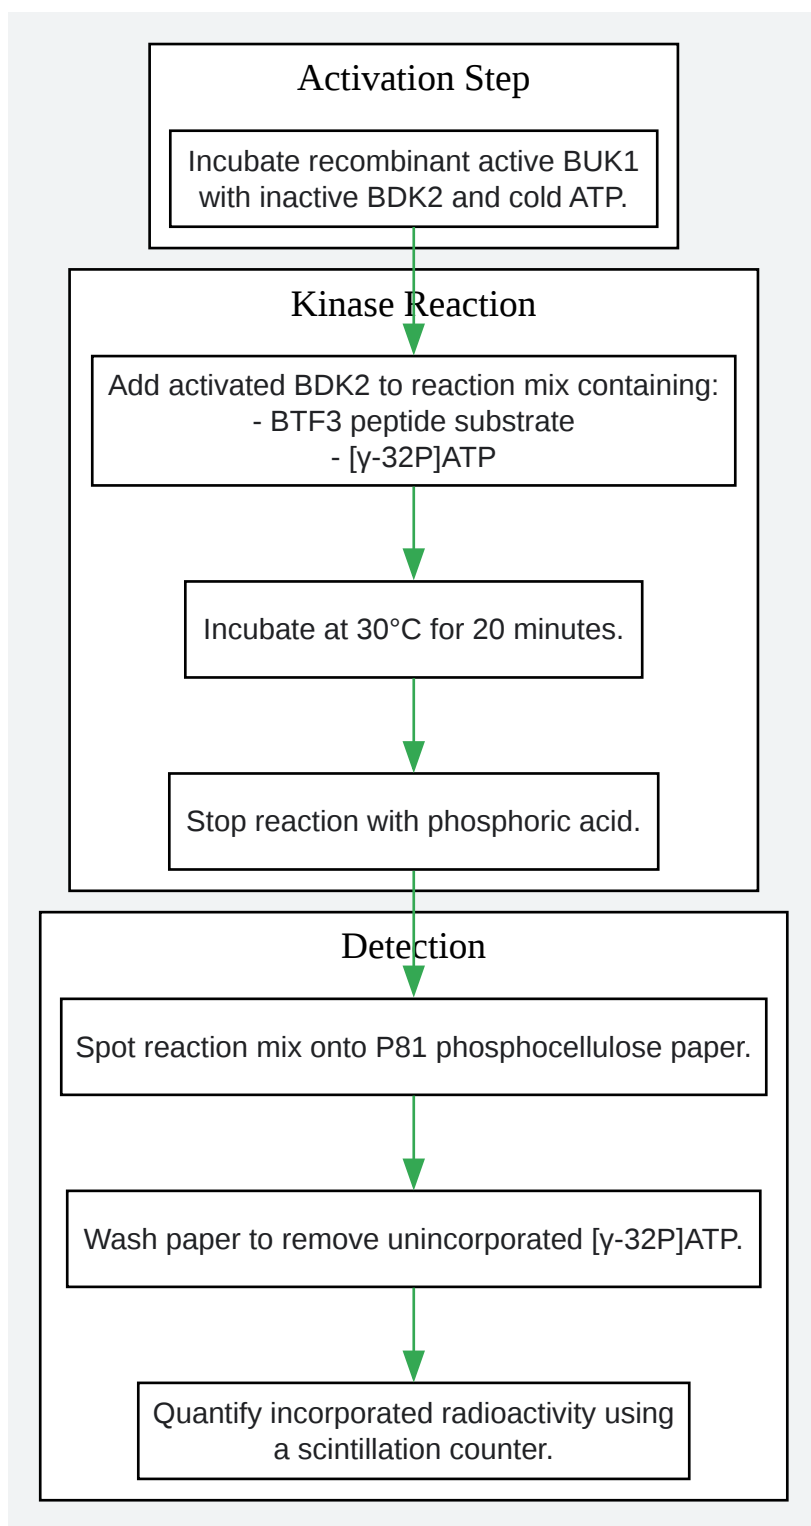 Activation Step
Incubate recombinant active BUK1
with inactive BDK2 and cold ATP.
Kinase Reaction
Add activated BDK2 to reaction mix containing:
- BTF3 peptide substrate
- [γ-32P]ATP
Incubate at 30°C for 20 minutes.
Stop reaction with phosphoric acid.
Detection
Spot reaction mix onto P81 phosphocellulose paper.
Wash paper to remove unincorporated [γ-32P]ATP.
Quantify incorporated radioactivity using
a scintillation counter.